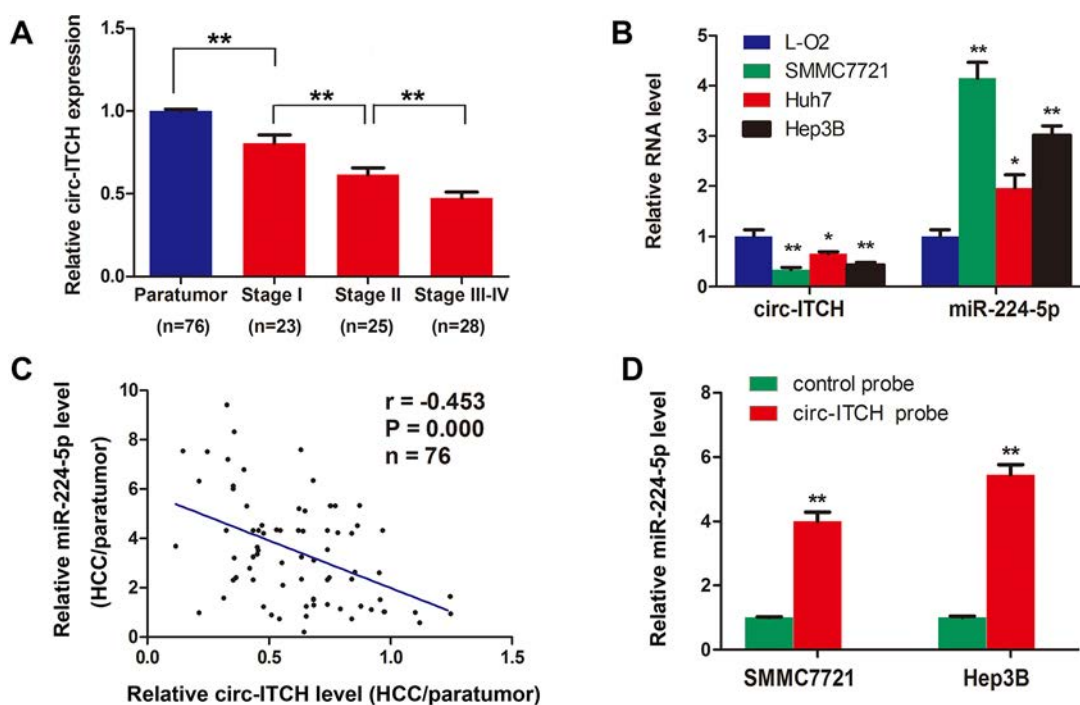 A
Relative circ-ITCH expression
1.5
1.0
0.5
0.0
**
**
**
Paratumor Stage I Stage II Stage III-IV
(n=76) (n=23) (n=25) (n=28)
B
Relative RNA level
5
4
3
2
1
0
L-O2
SMMC7721
Huh7
Hep3B
** * **
** * **
circ-ITCH miR-224-5p
C
Relative miR-224-5p level
(HCC/paratumor)
10
8
6
4
2
0
r = -0.453
P = 0.000
n = 76
0.0 0.5 1.0 1.5
Relative circ-ITCH level (HCC/paratumor)
D
Relative miR-224-5p level
8
6
4
2
0
control probe
circ-ITCH probe
** **
SMMC7721 Hep3B